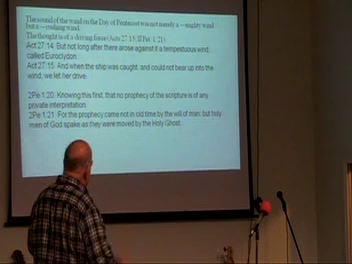 The sound of the wind on the Day of Pentecost was not merely a —mighty wind
but a —rushing wind.
The thought is of a driving force (Acts 27:15; II Pet. 1:21).
Act 27:14 But not long after there arose against it a tempestuous wind,
called Euroclydon.
Act 27:15 And when the ship was caught, and could not bear up into the
wind, we let her drive.
2Pe 1:20 Knowing this first, that no prophecy of the scripture is of any
private interpretation.
2Pe 1:21 For the prophecy came not in old time by the will of man: but holy
men of God spake as they were moved by the Holy Ghost.